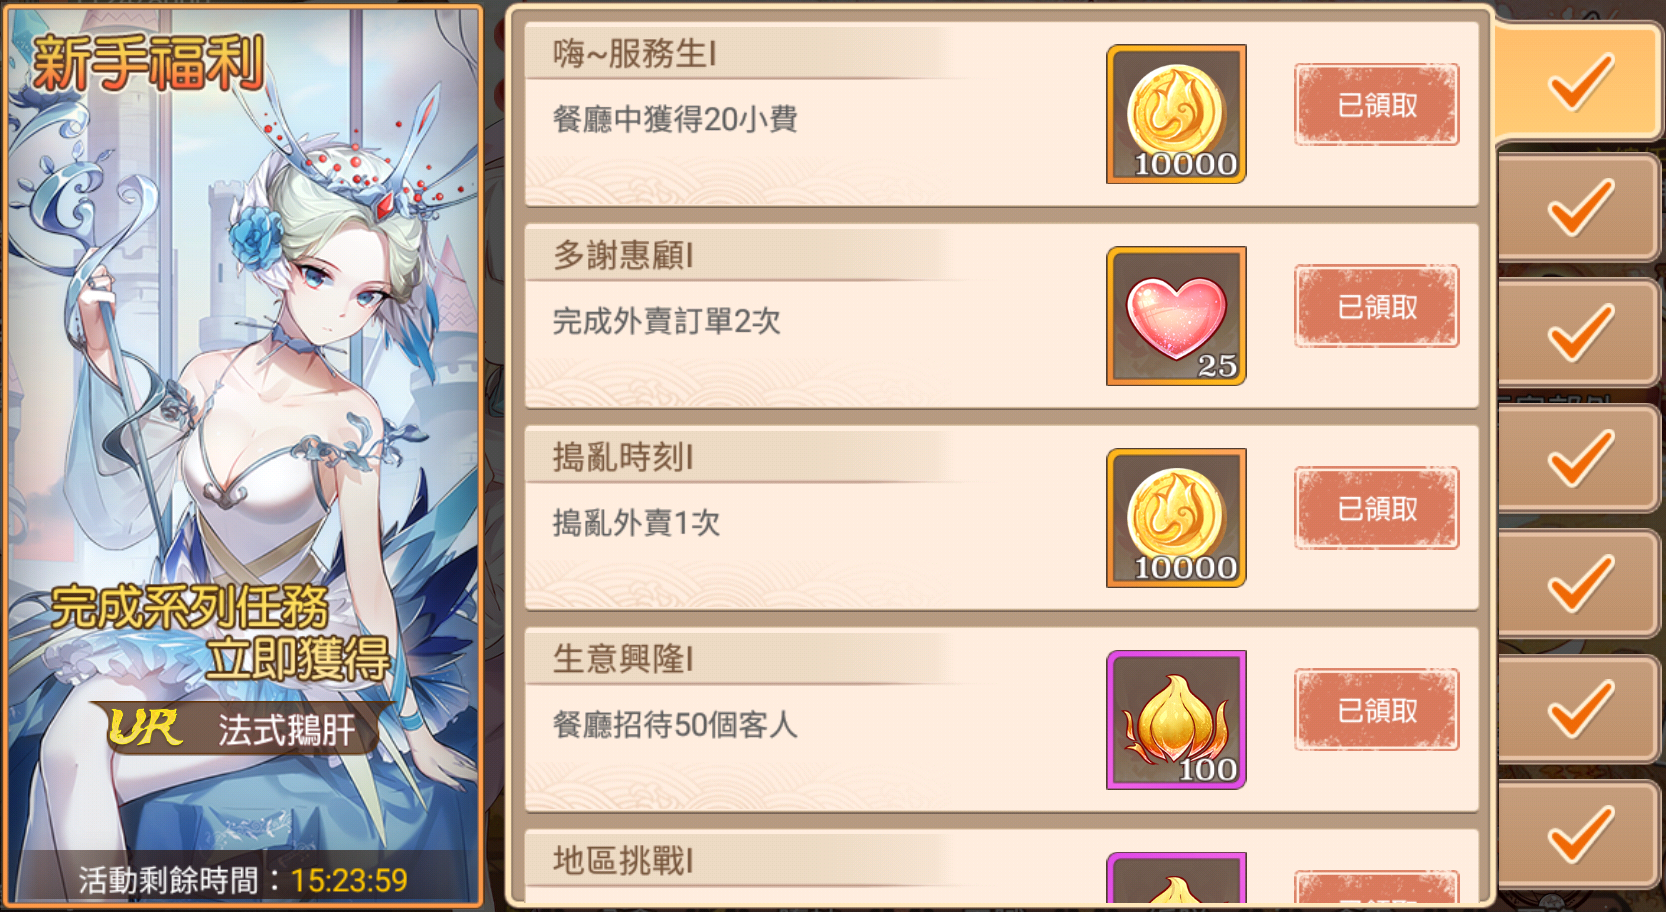 新手福利
完成系列任務
立即獲得
UR 法式鵝肝
活動剩餘時間：15:23:59
嗨~服務生I
餐廳中獲得20小費
10000
已領取
多謝惠顧I
完成外賣訂單2次
25
已領取
搗亂時刻I
搗亂外賣1次
10000
已領取
生意興隆I
餐廳招待50個客人
100
已領取
地區挑戰I